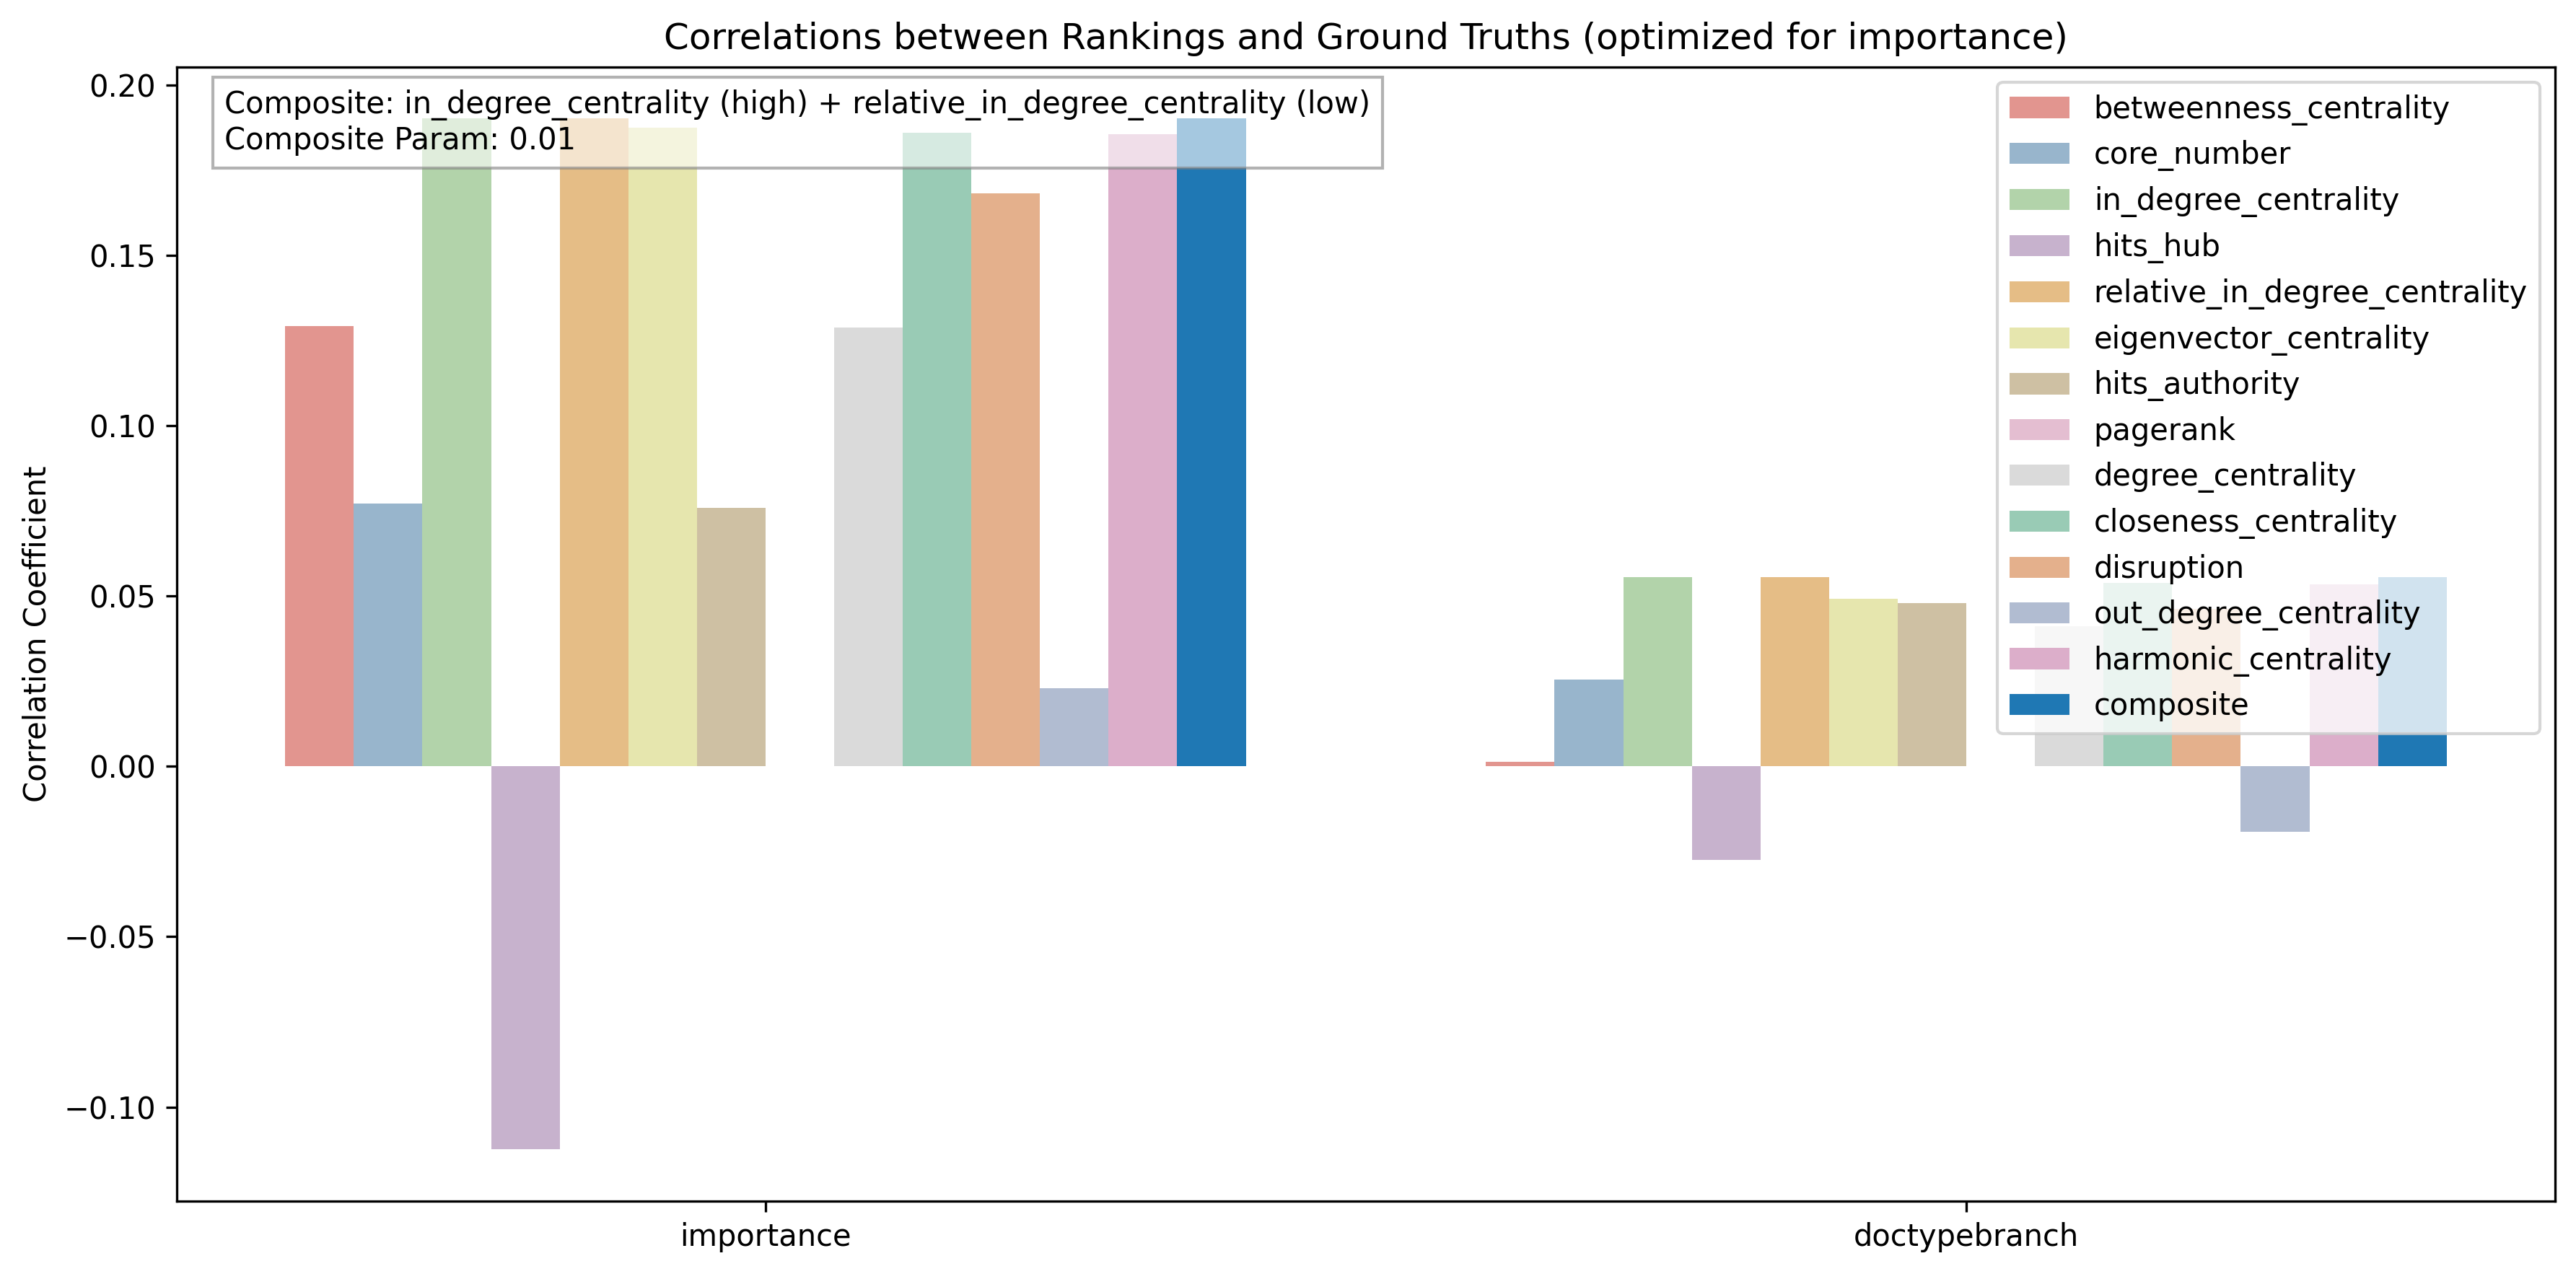 Correlations between Rankings and Ground Truths (optimized for importance)
Composite: in_degree_centrality (high) + relative_in_degree_centrality (low)
Composite Param: 0.01
betweenness_centrality
core_number
in_degree_centrality
hits_hub
relative_in_degree_centrality
eigenvector_centrality
hits_authority
pagerank
degree_centrality
closeness_centrality
disruption
out_degree_centrality
harmonic_centrality
composite
Correlation Coefficient
0.20
0.15
0.10
0.05
0.00
−0.05
−0.10
importance
doctypebranch